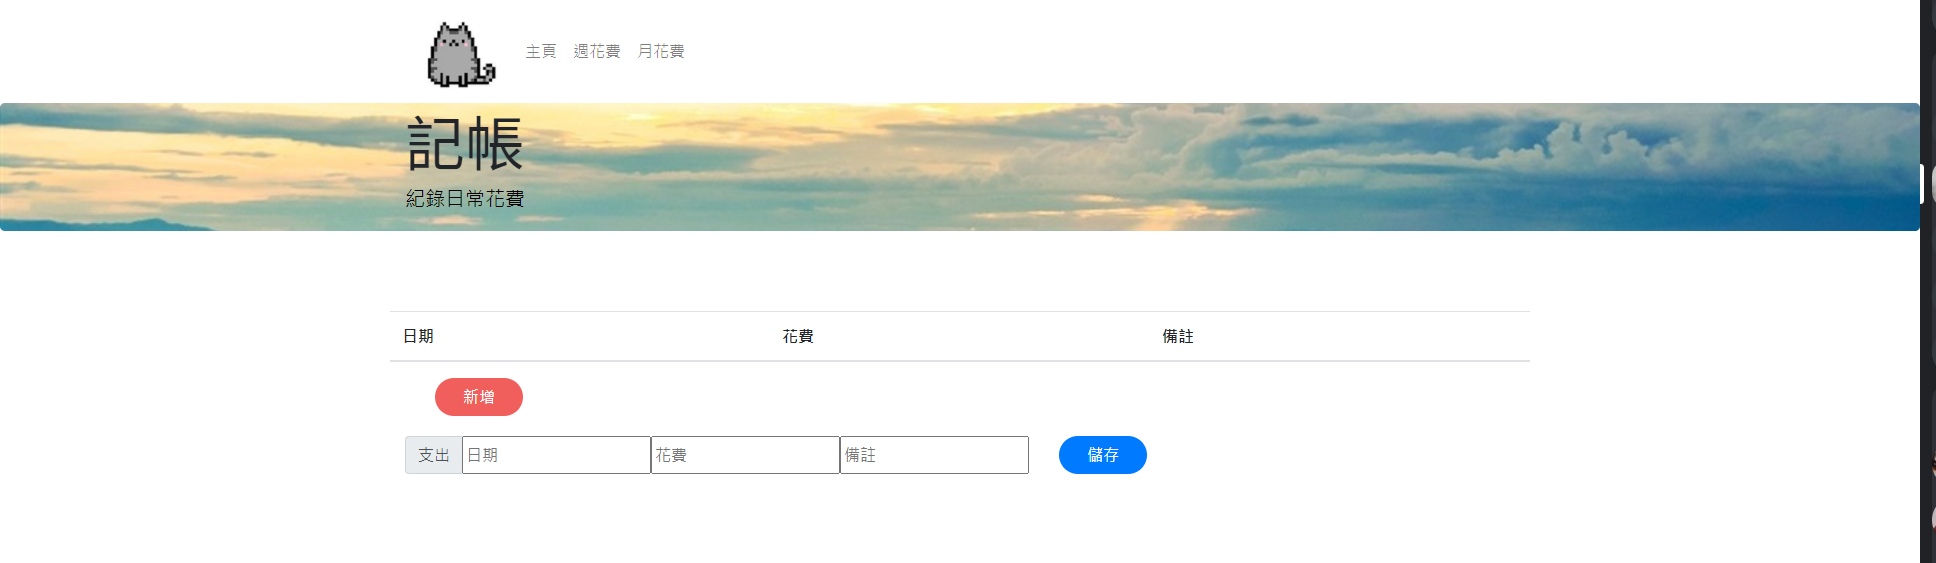 主頁 週花費 月花費
記帳
紀錄日常花費
日期 花費 備註
新增
支出 日期 花費 備註 儲存